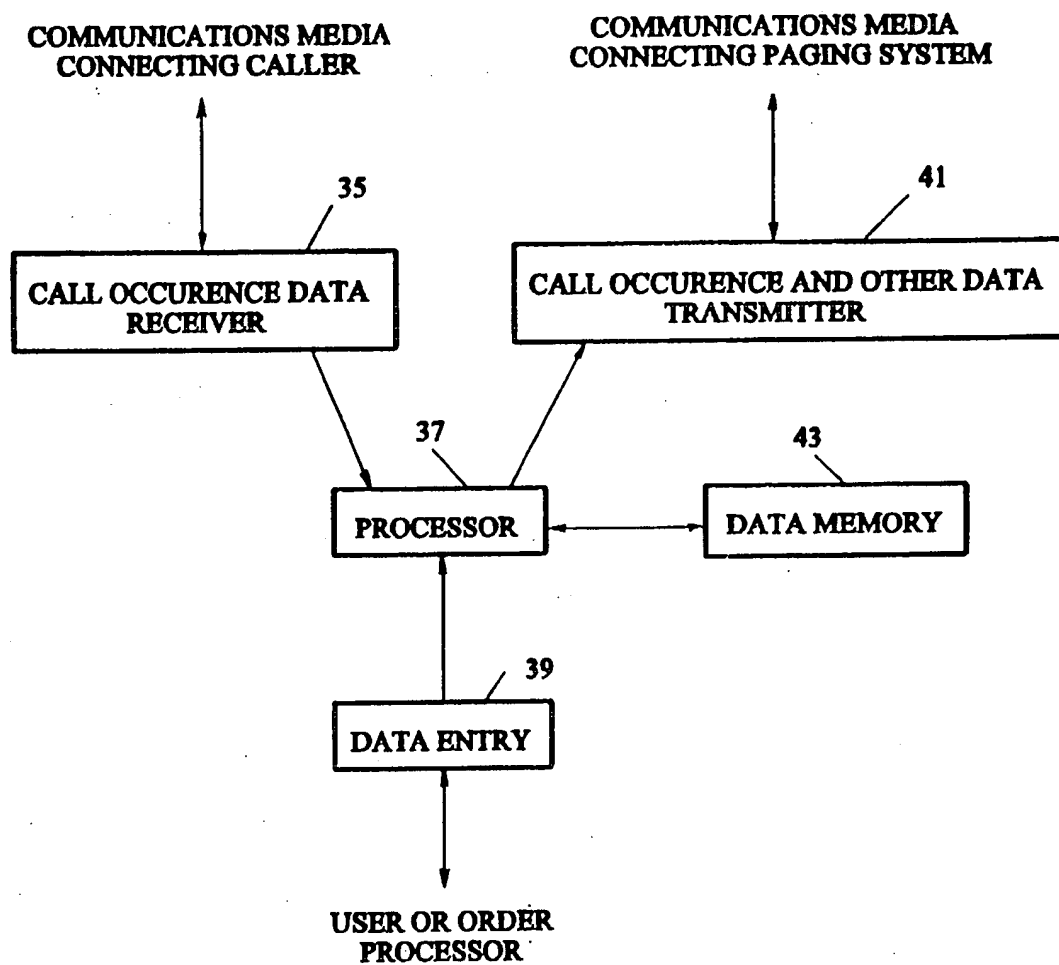 COMMUNICATIONS MEDIA
CONNECTING CALLER
COMMUNICATIONS MEDIA
CONNECTING PAGING SYSTEM
35
41
CALL OCCURENCE DATA
RECEIVER
CALL OCCURENCE AND OTHER DATA
TRANSMITTER
37
43
PROCESSOR
DATA MEMORY
39
DATA ENTRY
USER OR ORDER
PROCESSOR